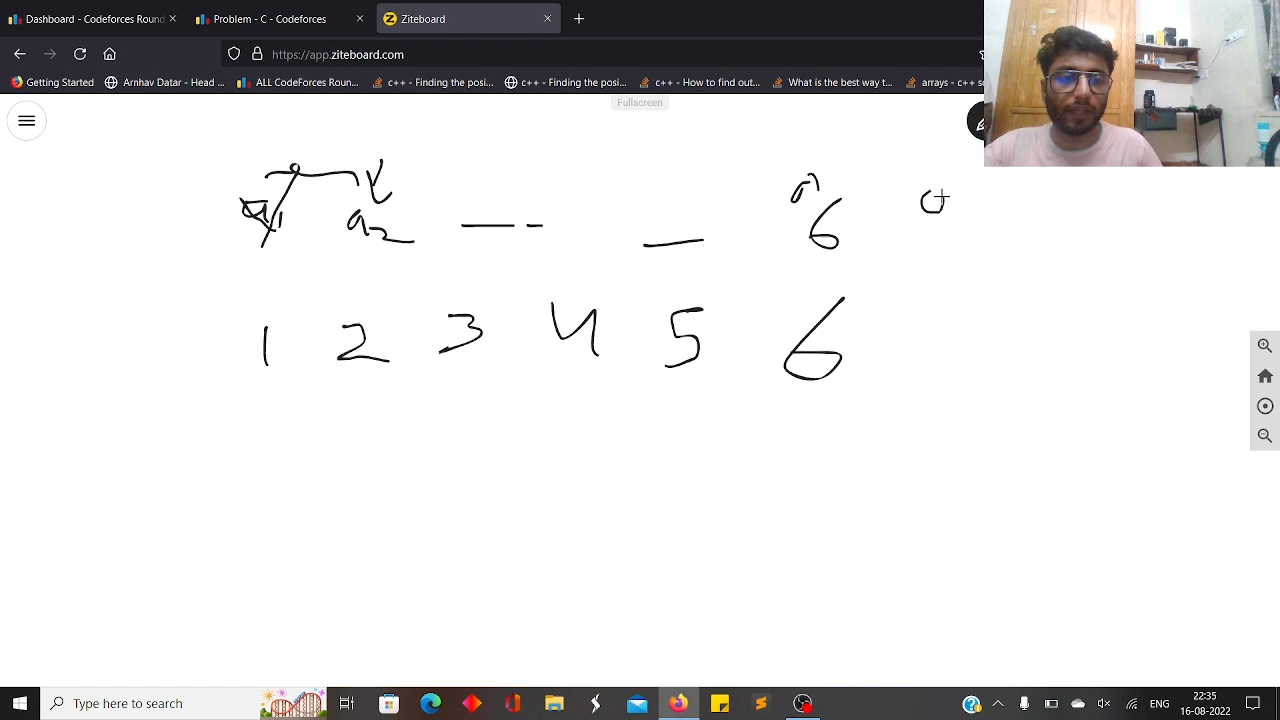 Dashboard - Codeforces Round
Problem - C - Codeforces
Ziteboard
https://app.ziteboard.com
Getting Started
Arnhav Datar - Head ...
ALL CodeForces Roun...
c++ - Finding the posi...
c++ - Finding the posi...
c++ - How to find out...
What is the best way t...
arrays - c++ s
Fullscreen
a2 6
1 2 3 4 5 6
Type here to search
ENG
22:35
16-08-2022